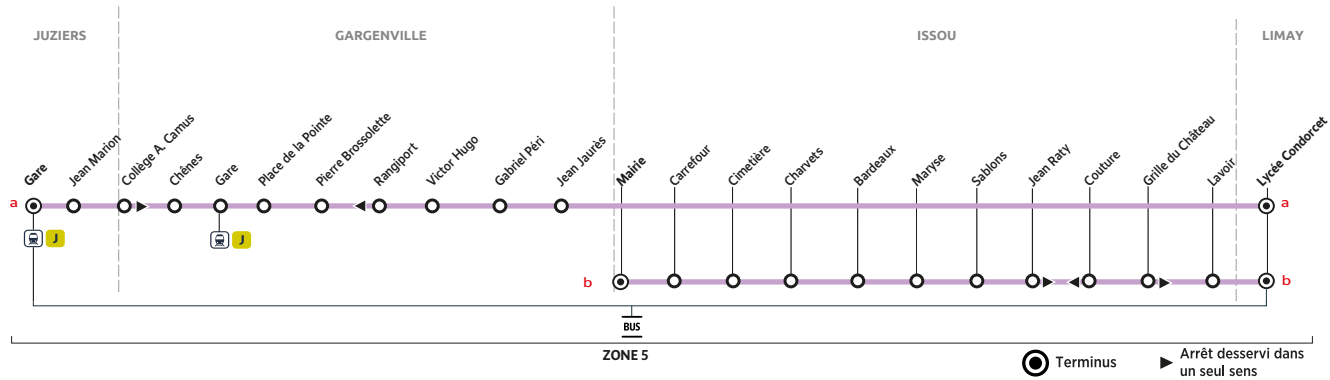 JUZIERS
GARGENVILLE
ISSOU
LIMAY
Gare
Jean Marion
Collège A. Camus
Chênes
Gare
Place de la Pointe
Pierre Brossolette
Rangiport
Victor Hugo
Gabriel Péri
Jean Jaurès
Mairie
Carrefour
Cimetière
Charvets
Bardeaux
Maryse
Sablons
Jean Raty
Couture
Grille du Château
Lavoir
Lycée Condorcet
a
a
J
J
b
b
BUS
ZONE 5
Terminus
Arrêt desservi dans
un seul sens